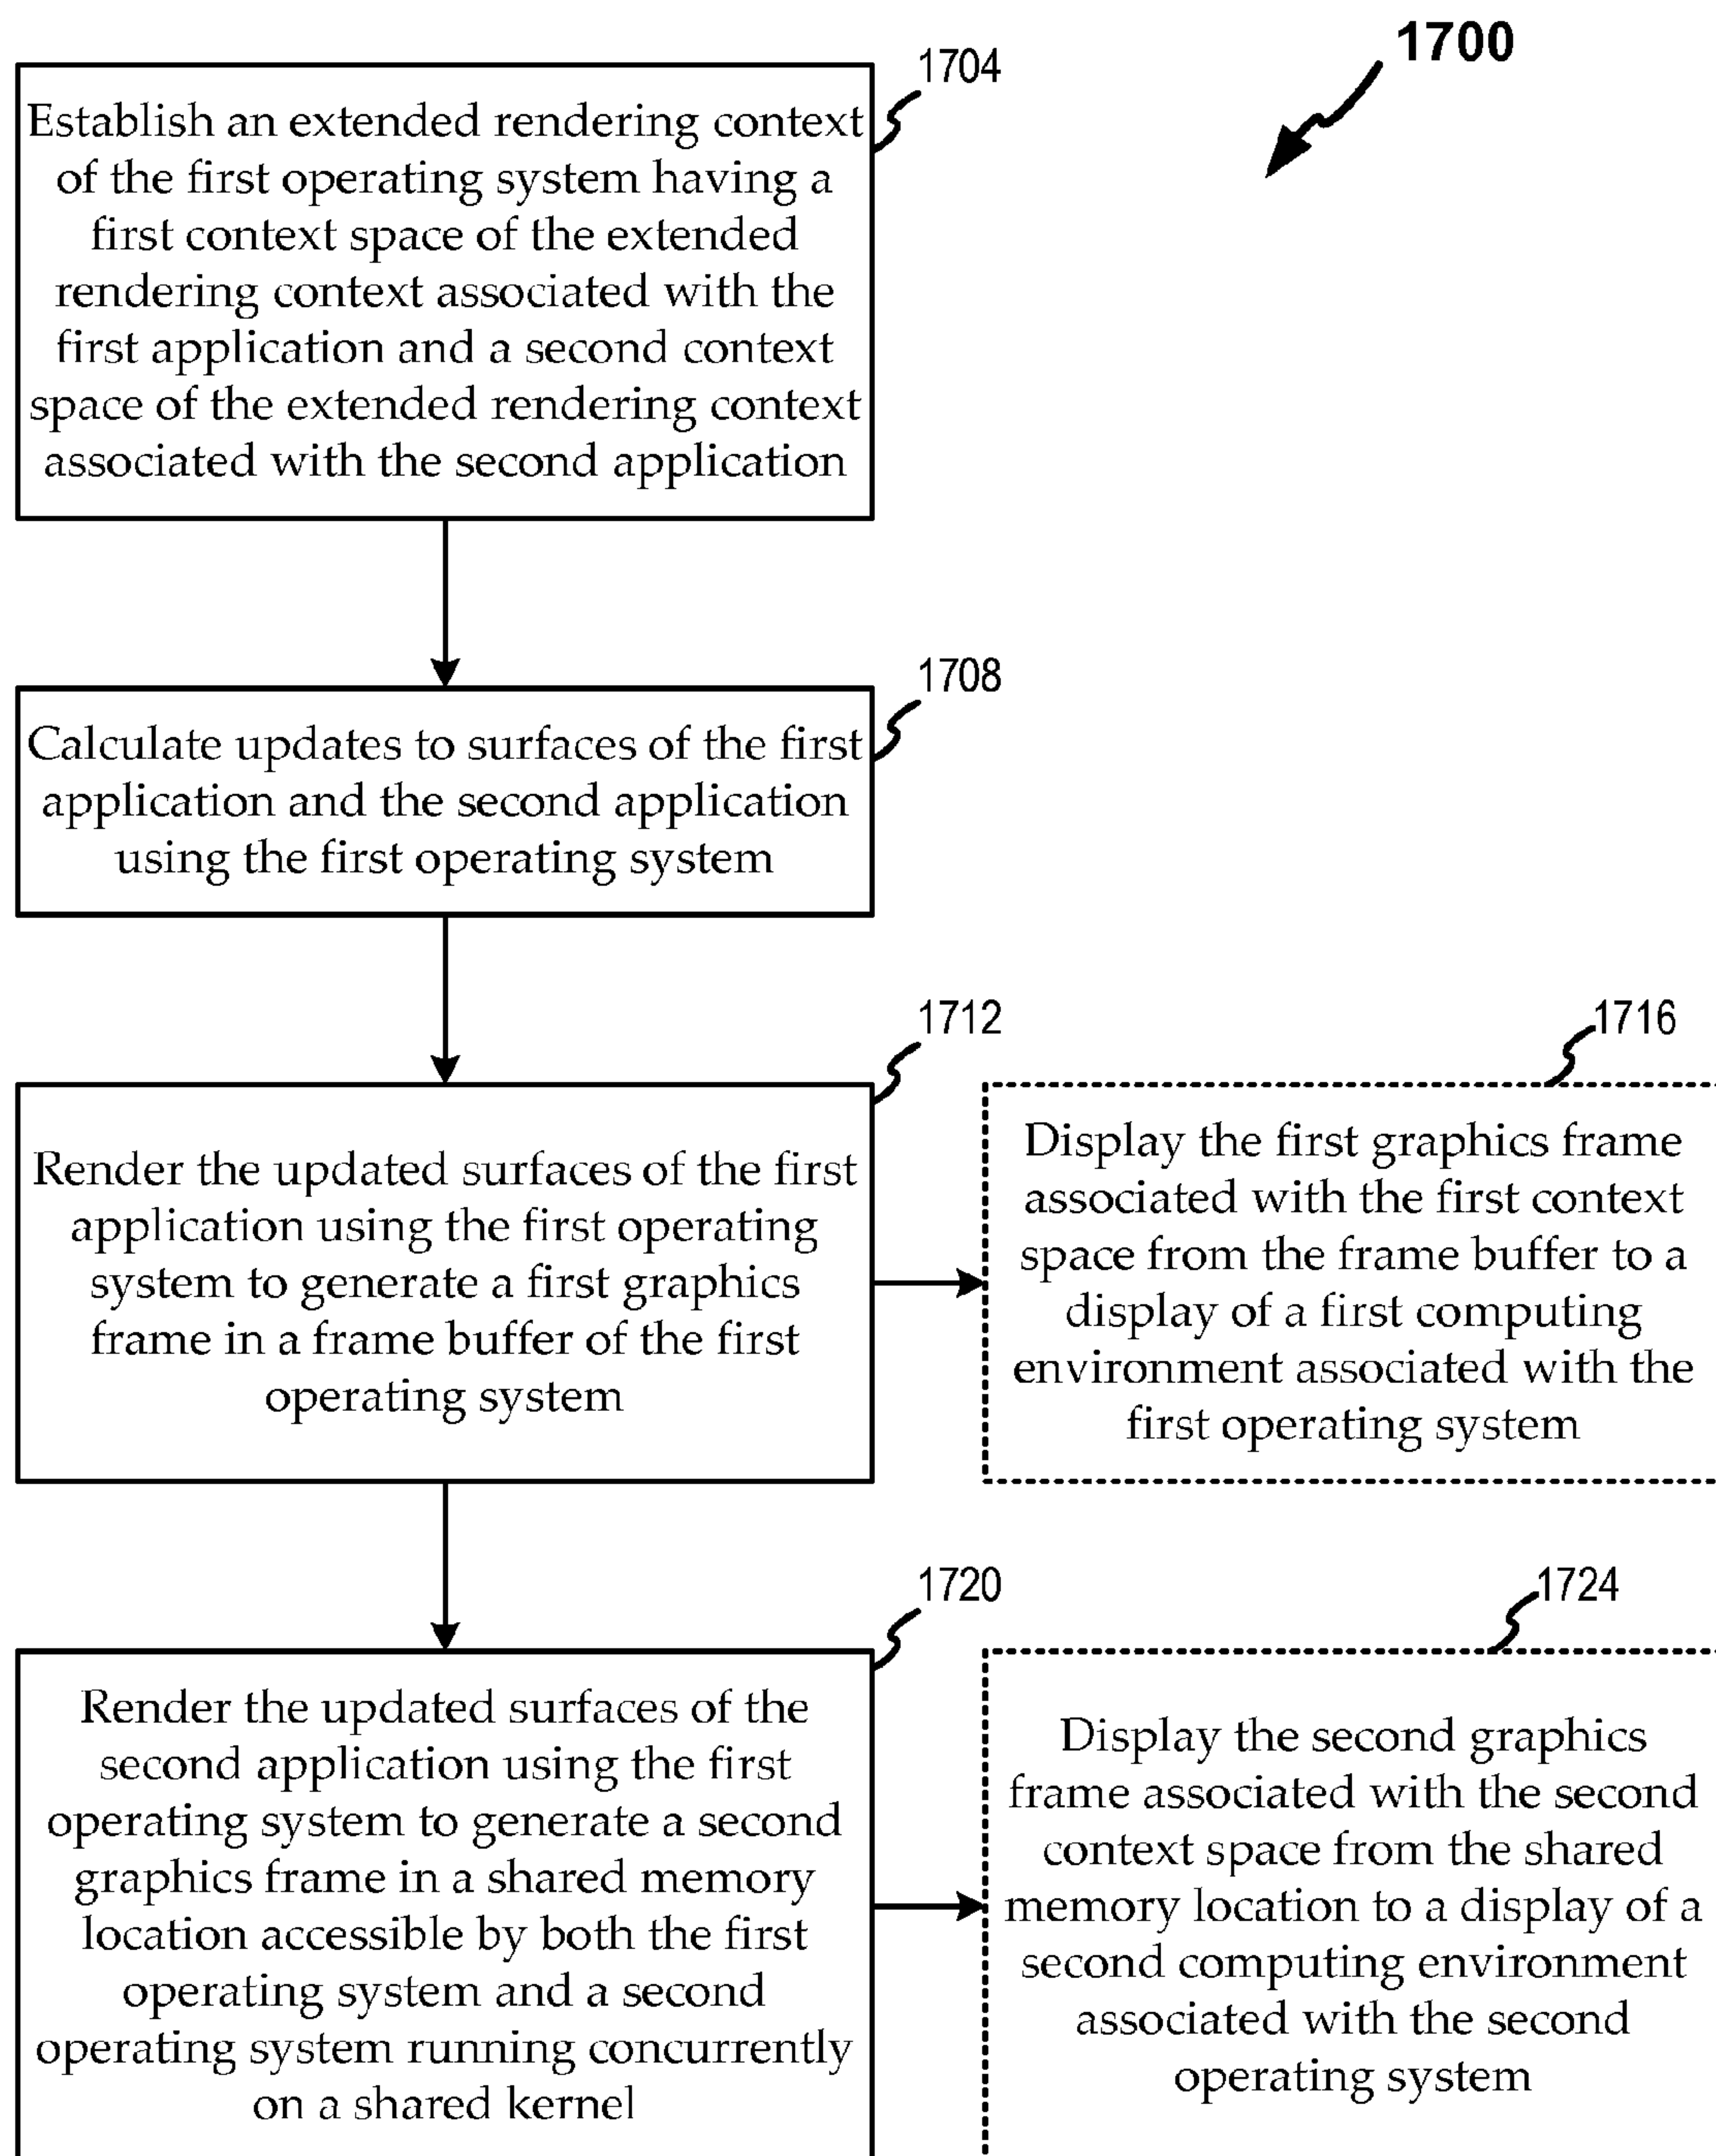 1700
1704
Establish an extended rendering context
of the first operating system having a
first context space of the extended
rendering context associated with the
first application and a second context
space of the extended rendering context
associated with the second application
1708
Calculate updates to surfaces of the first
application and the second application
using the first operating system
1712
Render the updated surfaces of the first
application using the first operating
system to generate a first graphics
frame in a frame buffer of the first
operating system
1716
Display the first graphics frame
associated with the first context
space from the frame buffer to a
display of a first computing
environment associated with the
first operating system
1720
Render the updated surfaces of the
second application using the first
operating system to generate a second
graphics frame in a shared memory
location accessible by both the first
operating system and a second
operating system running concurrently
on a shared kernel
1724
Display the second graphics
frame associated with the second
context space from the shared
memory location to a display of a
second computing environment
associated with the second
operating system